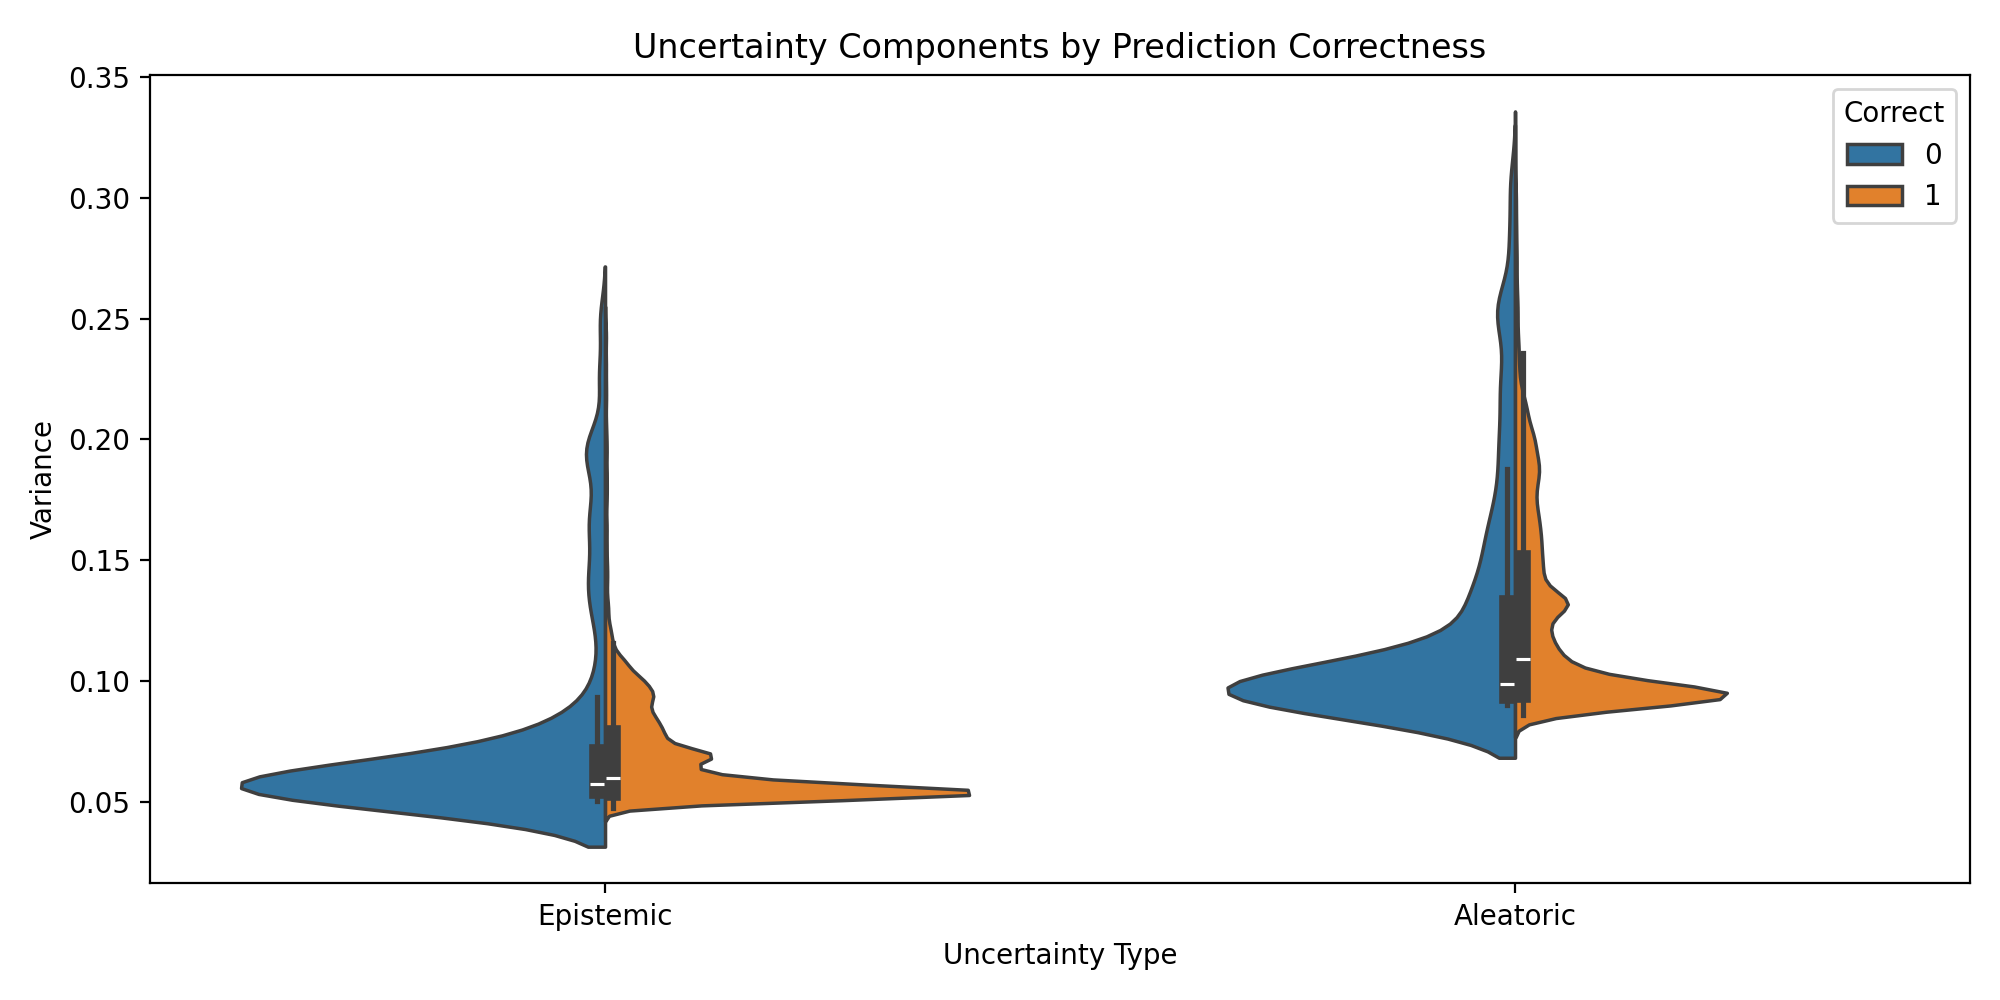 Uncertainty Components by Prediction Correctness
0.35
0.30
0.25
0.20
0.15
0.10
0.05
Variance
Correct
0
1
Epistemic
Aleatoric
Uncertainty Type